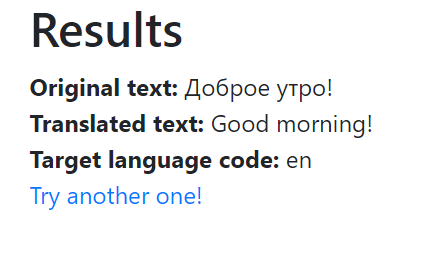 Results
Original text: Доброе утро!
Translated text: Good morning!
Target language code: en
Try another one!